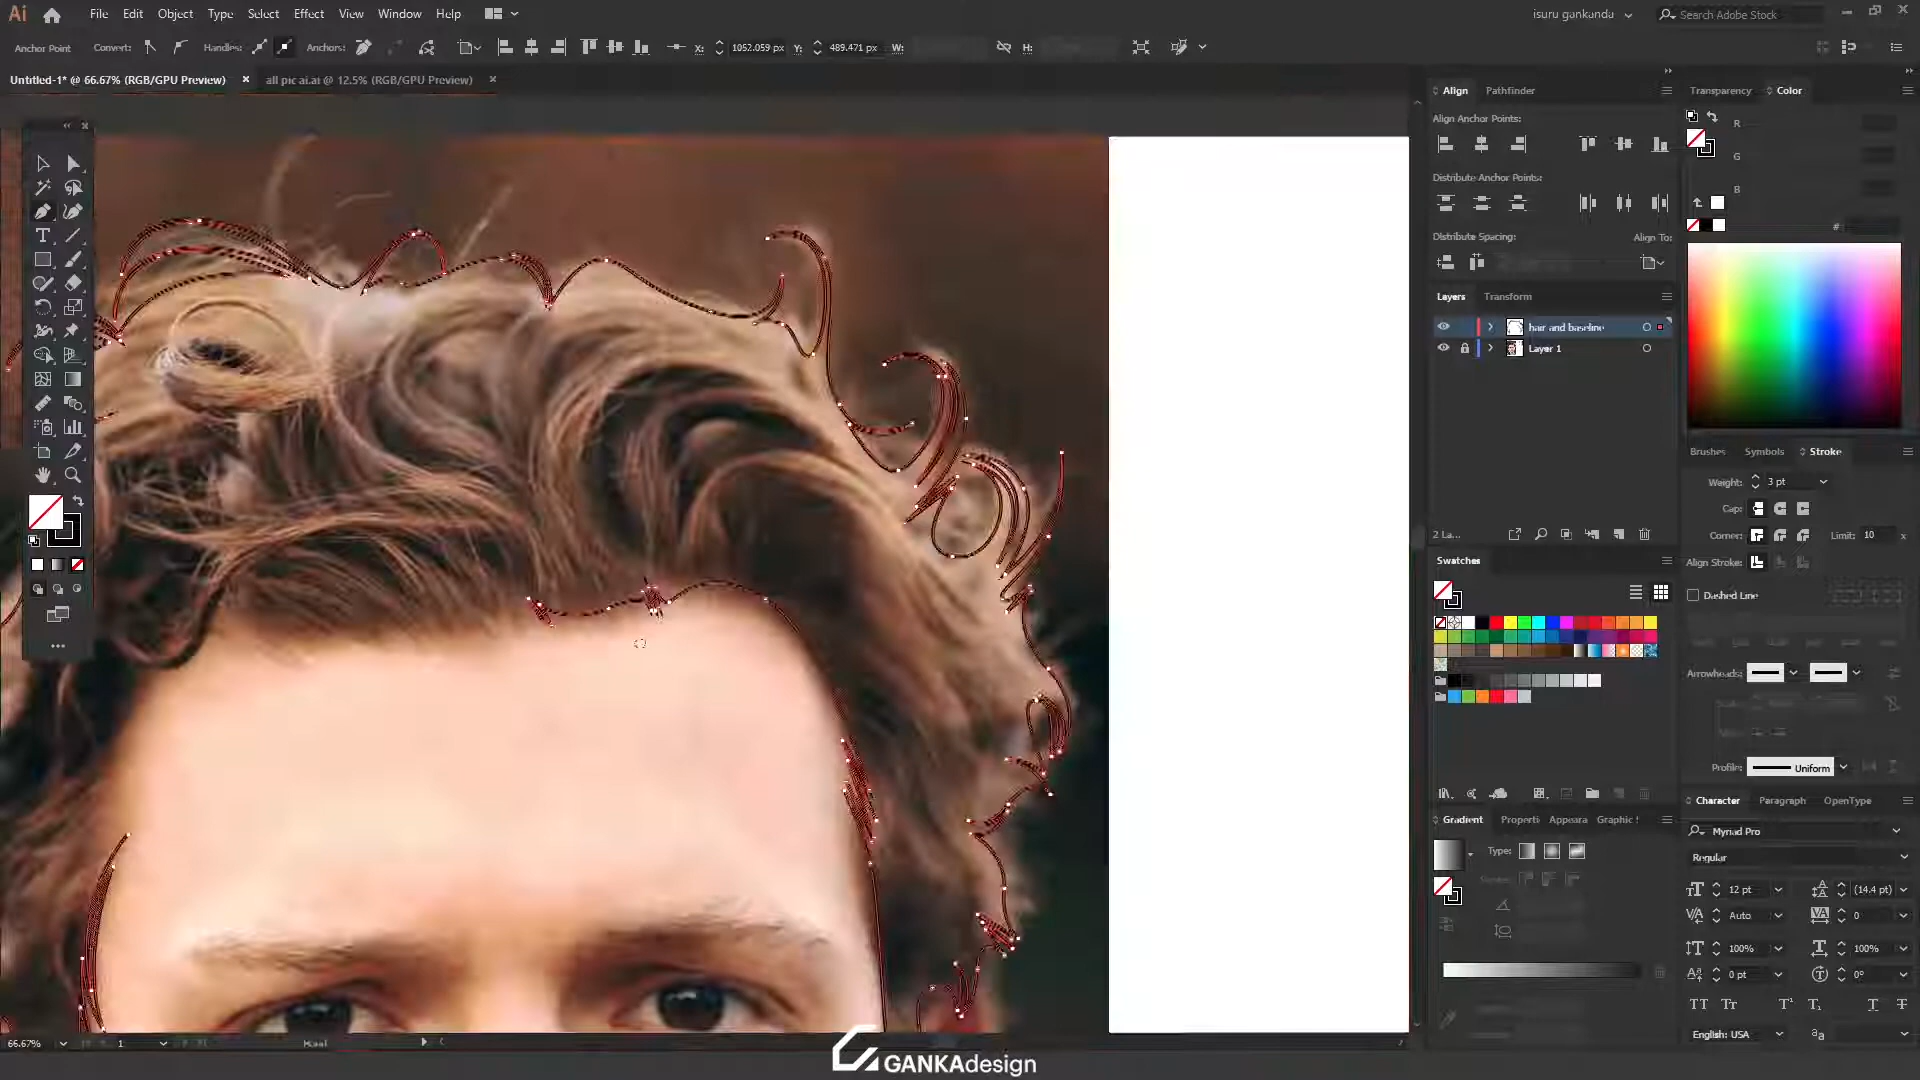 Ai File Edit Object Type Select Effect View Window Help isuru gankanda Search Adobe Stock
Anchor Point Convert: Handles: Anchors: X: 1052.059 px Y: 489.471 px W: H:
Untitled-1* @ 66.67% (RGB/GPU Preview) × all pic ai.ai @ 12.5% (RGB/GPU Preview) ×
Align Pathfinder
Transparency Color
Align Anchor Points:
R
G
B
Distribute Anchor Points:
Distribute Spacing: Align To:
#
Layers Transform
hair and baseline
Layer 1
2 La...
Brushes Symbols Stroke
Weight: 3 pt
Cap:
Corner: Limit: 10 x
Align Stroke:
Dashed Line
Arrowheads:
Profile: Uniform
Swatches
Gradient Properti Appeara Graphic
Type:
Character Paragraph OpenType
Myriad Pro
Regular
12 pt (14.4 pt)
Auto 0
100% 100%
0 pt 0°
TT Tr T¹ T₁ T T
English: USA aa
66.67% 1
GANKAdesign